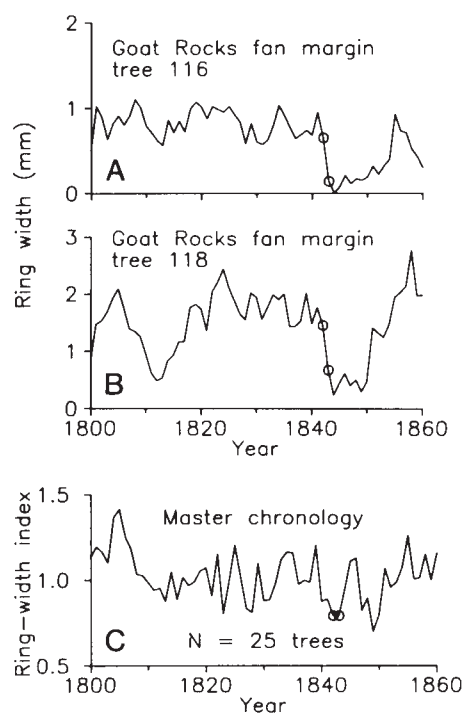 2
Goat Rocks fan margin
tree 116
1
A
0
Ring width (mm)
3
Goat Rocks fan margin
tree 118
2
1
B
0
1800 1820 1840 1860
Year
1.5
Master chronology
Ring-width index
1.0
C
N = 25 trees
0.5
1800 1820 1840 1860
Year